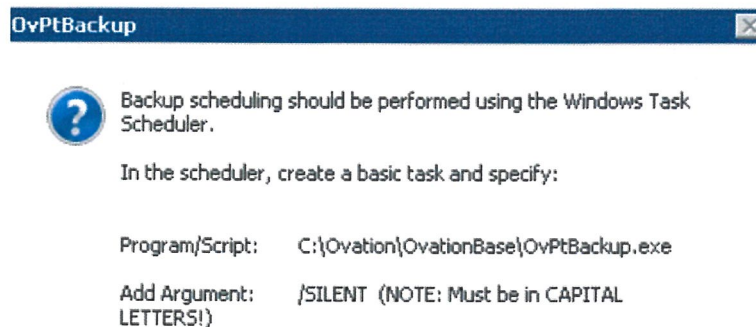 OvPtBackup
Backup scheduling should be performed using the Windows Task
Scheduler.
In the scheduler, create a basic task and specify:
Program/Script: C:\Ovation\OvationBase\OvPtBackup.exe
Add Argument: /SILENT (NOTE: Must be in CAPITAL
LETTERS!)